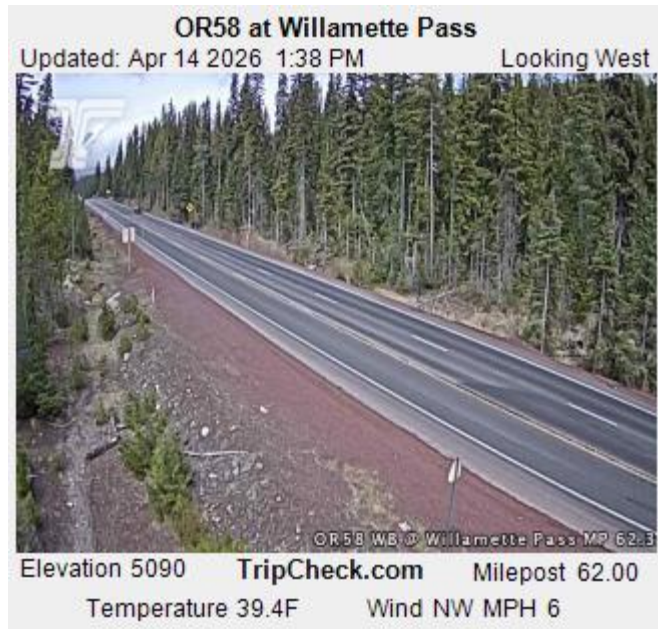 OR58 at Willamette Pass
Updated: Apr 14 2026  1:38 PM
Looking West
OR58 WB @ Willamette Pass MP 62.3
Elevation 5090
TripCheck.com
Milepost 62.00
Temperature 39.4F
Wind NW MPH 6